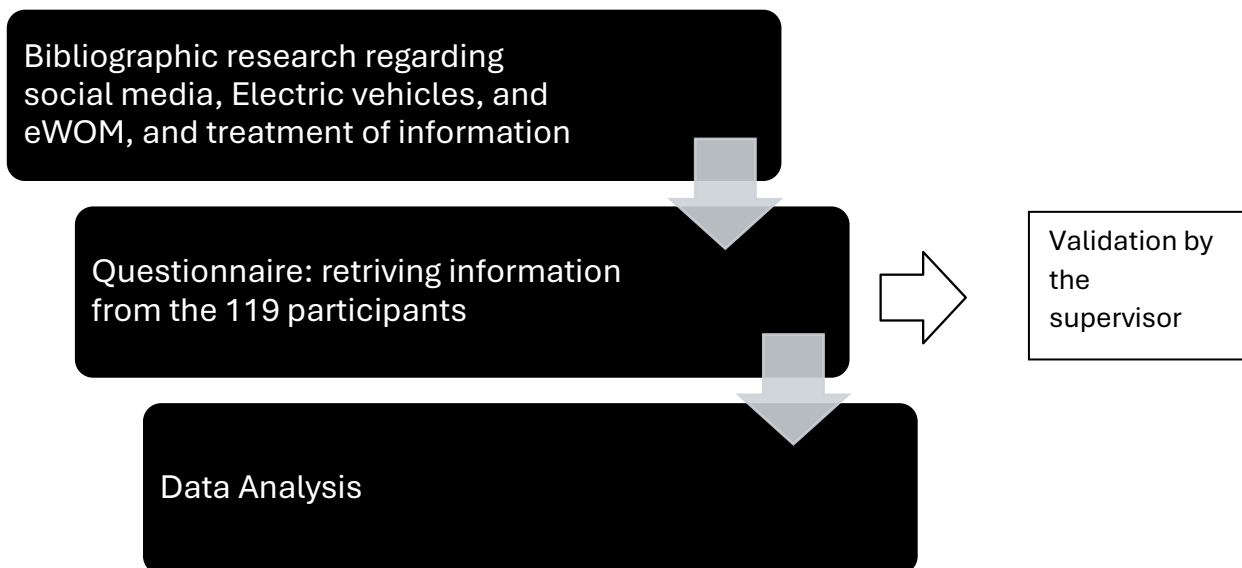 Bibliographic research regarding
social media, Electric vehicles, and
eWOM, and treatment of information
Questionnaire: retriving information
from the 119 participants
Validation by
the
supervisor
Data Analysis